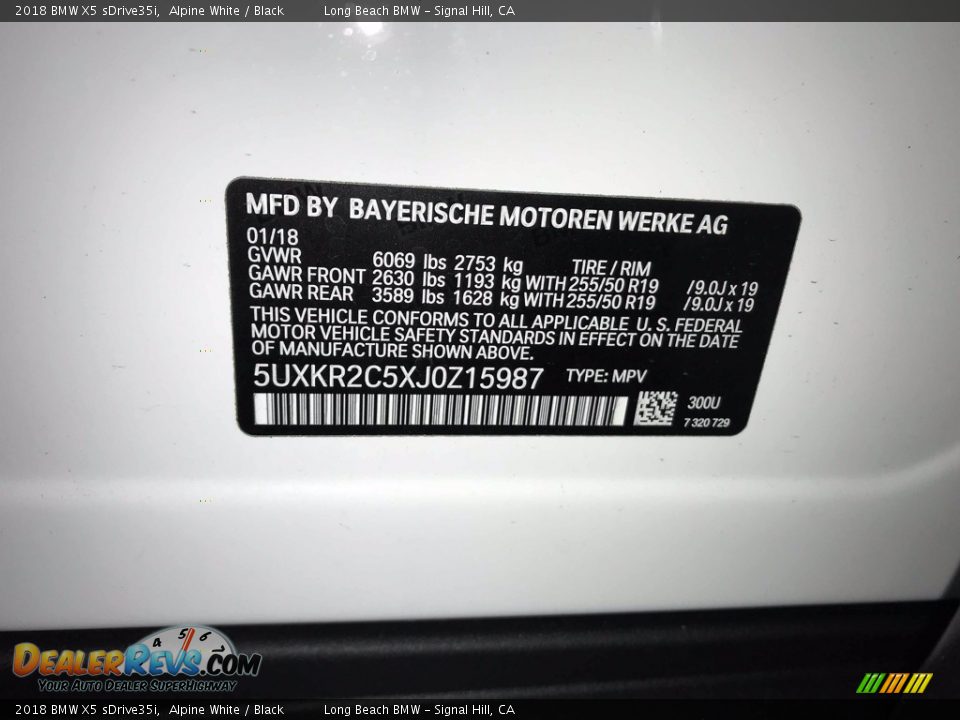 2018 BMW X5 sDrive35i, Alpine White / Black Long Beach BMW - Signal Hill, CA
MFD BY BAYERISCHE MOTOREN WERKE AG
01/18
GVWR 6069 lbs 2753 kg TIRE / RIM
GAWR FRONT 2630 lbs 1193 kg WITH 255/50 R19 /9.0J x 19
GAWR REAR 3589 lbs 1628 kg WITH 255/50 R19 /9.0J x 19
THIS VEHICLE CONFORMS TO ALL APPLICABLE U. S. FEDERAL
MOTOR VEHICLE SAFETY STANDARDS IN EFFECT ON THE DATE
OF MANUFACTURE SHOWN ABOVE.
5UXKR2C5XJ0Z15987 TYPE: MPV
300U
7 320 729
4 5 6
DEALERREVS.COM
YOUR AUTO DEALER SUPERHIGHWAY
2018 BMW X5 sDrive35i, Alpine White / Black Long Beach BMW - Signal Hill, CA